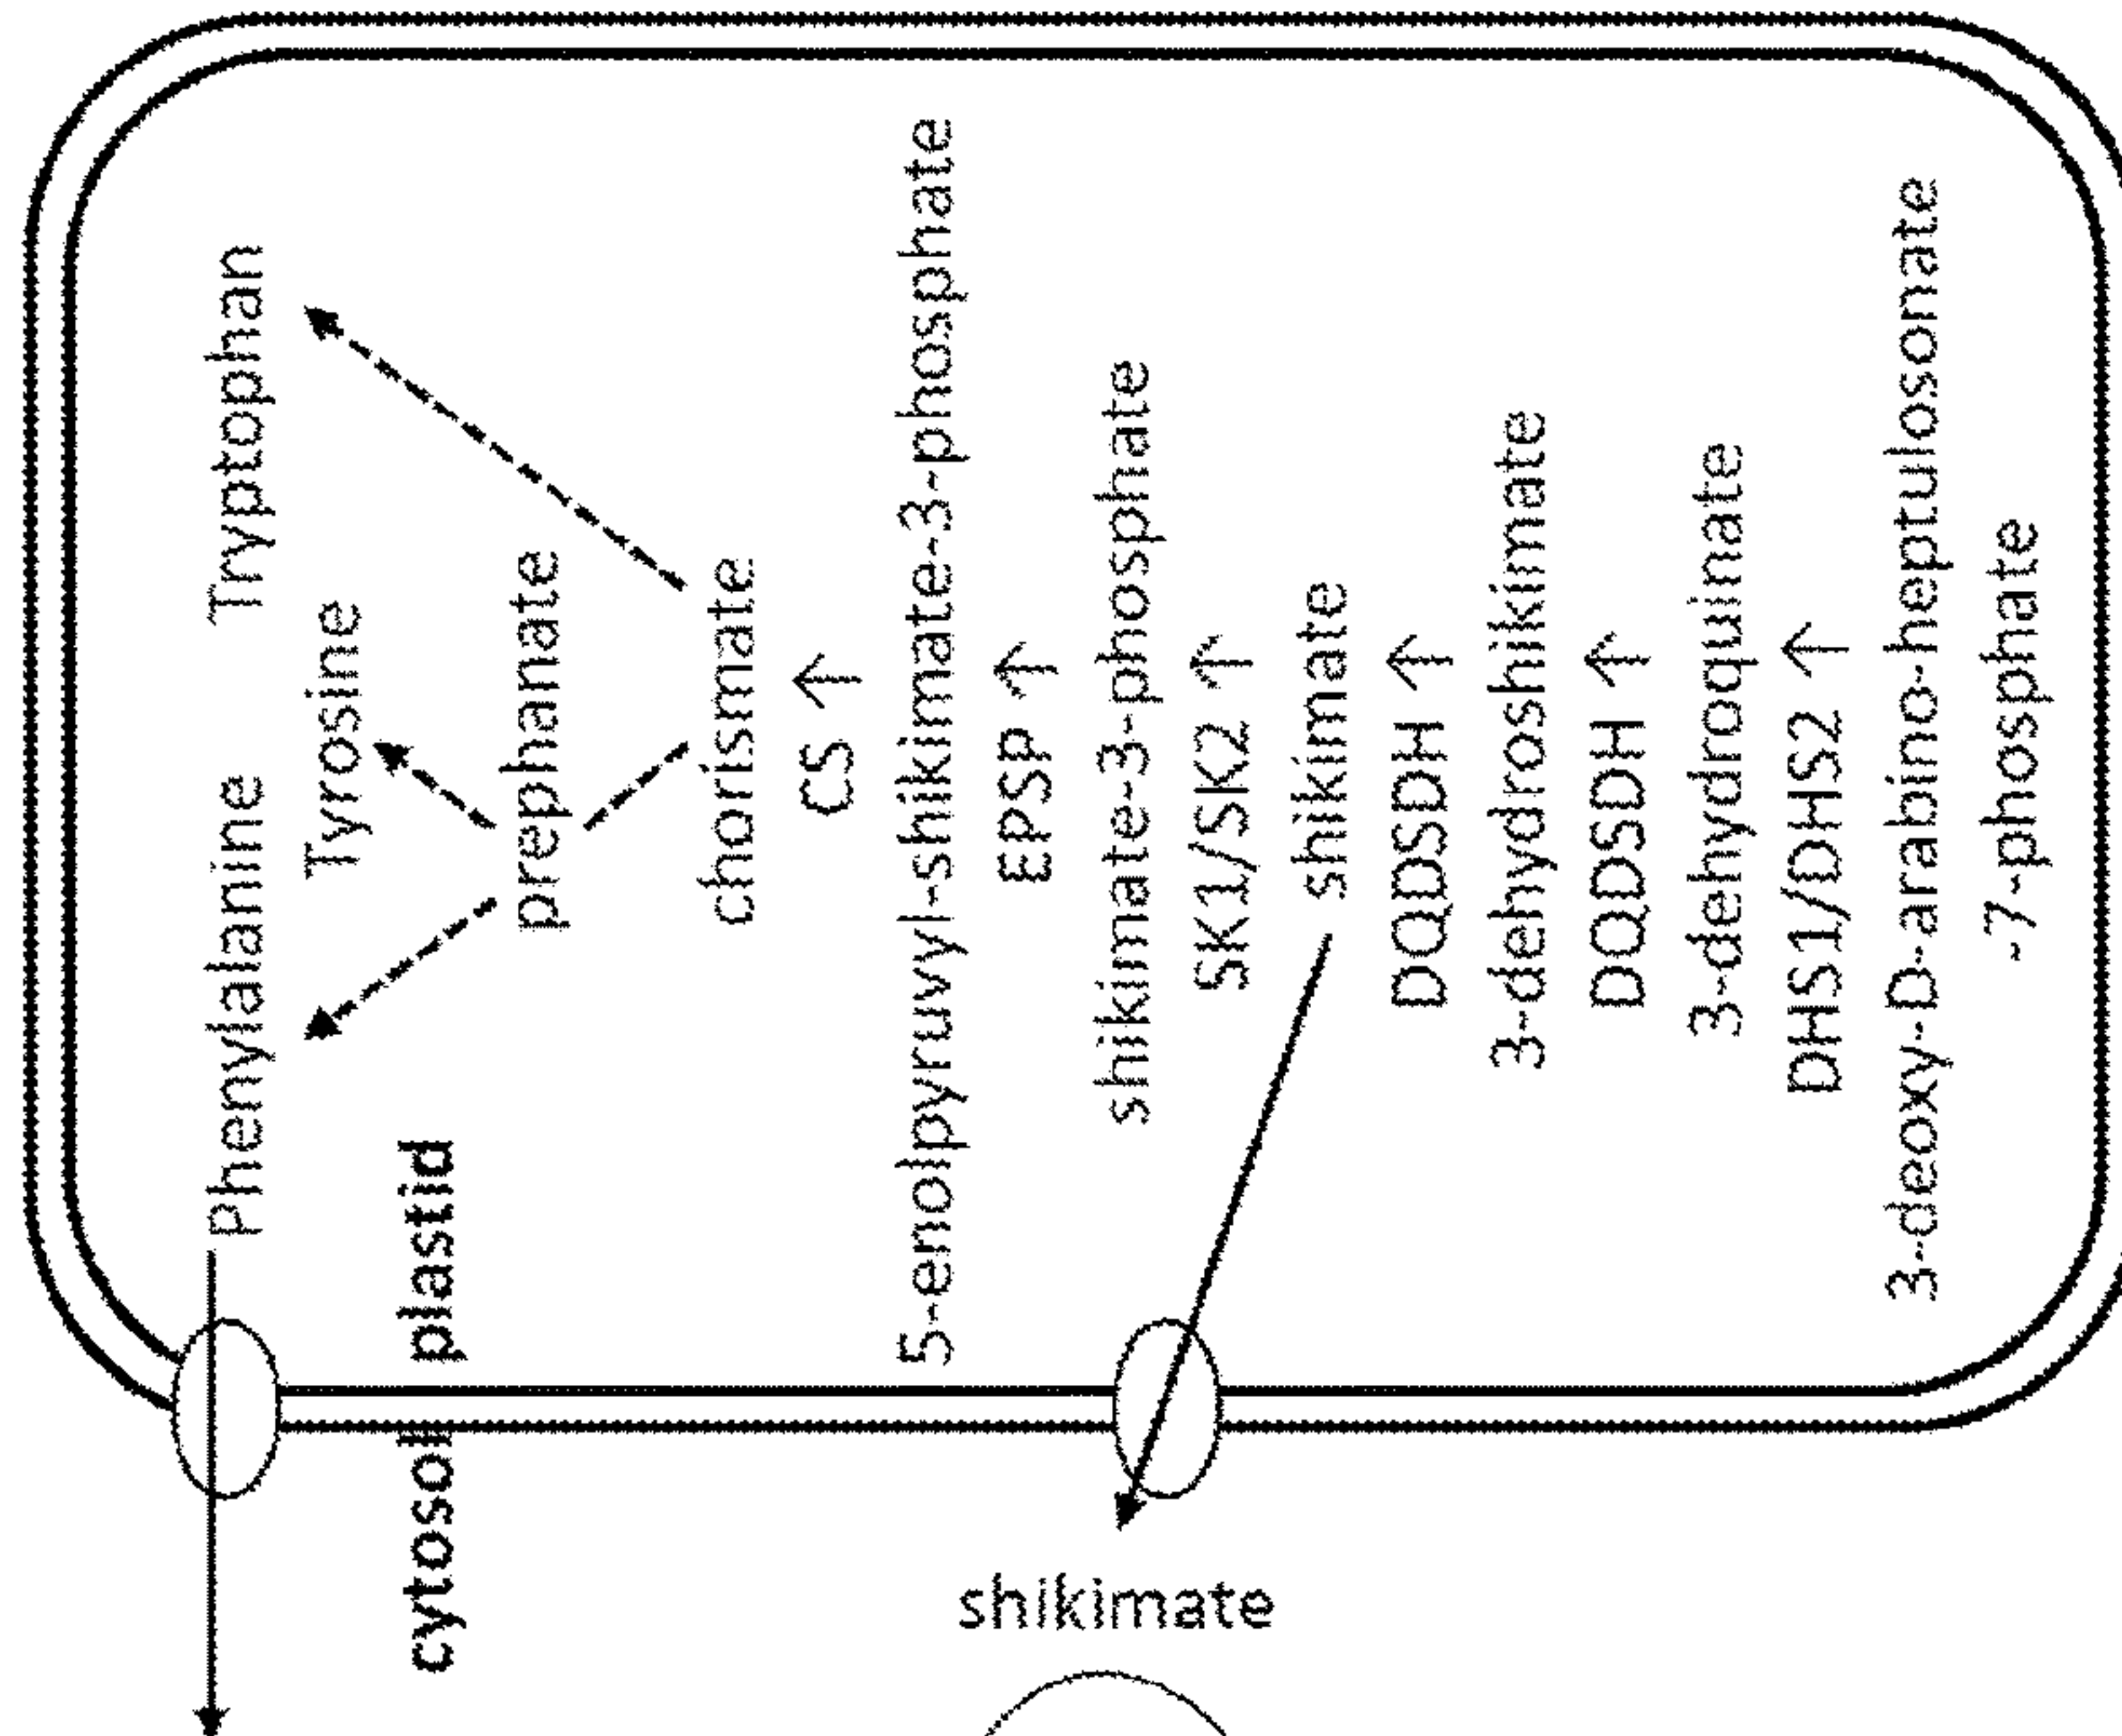 Phenylalanine Tryptophan
Tyrosine
plastid
cytosol
prephanate
chorismate
CS ↑
5-enolpyruvyl-shikimate-3-phosphate
EPSP ↑
shikimate-3-phosphate
SK1/SK2 ↑
shikimate
DQDSDH ↑
3-dehydroshikimate
DQDSDH ↑
3-dehydroquinate
DHS1/DHS2 ↑
3-deoxy-D-arabino-heptulosonate
-7-phosphate
shikimate